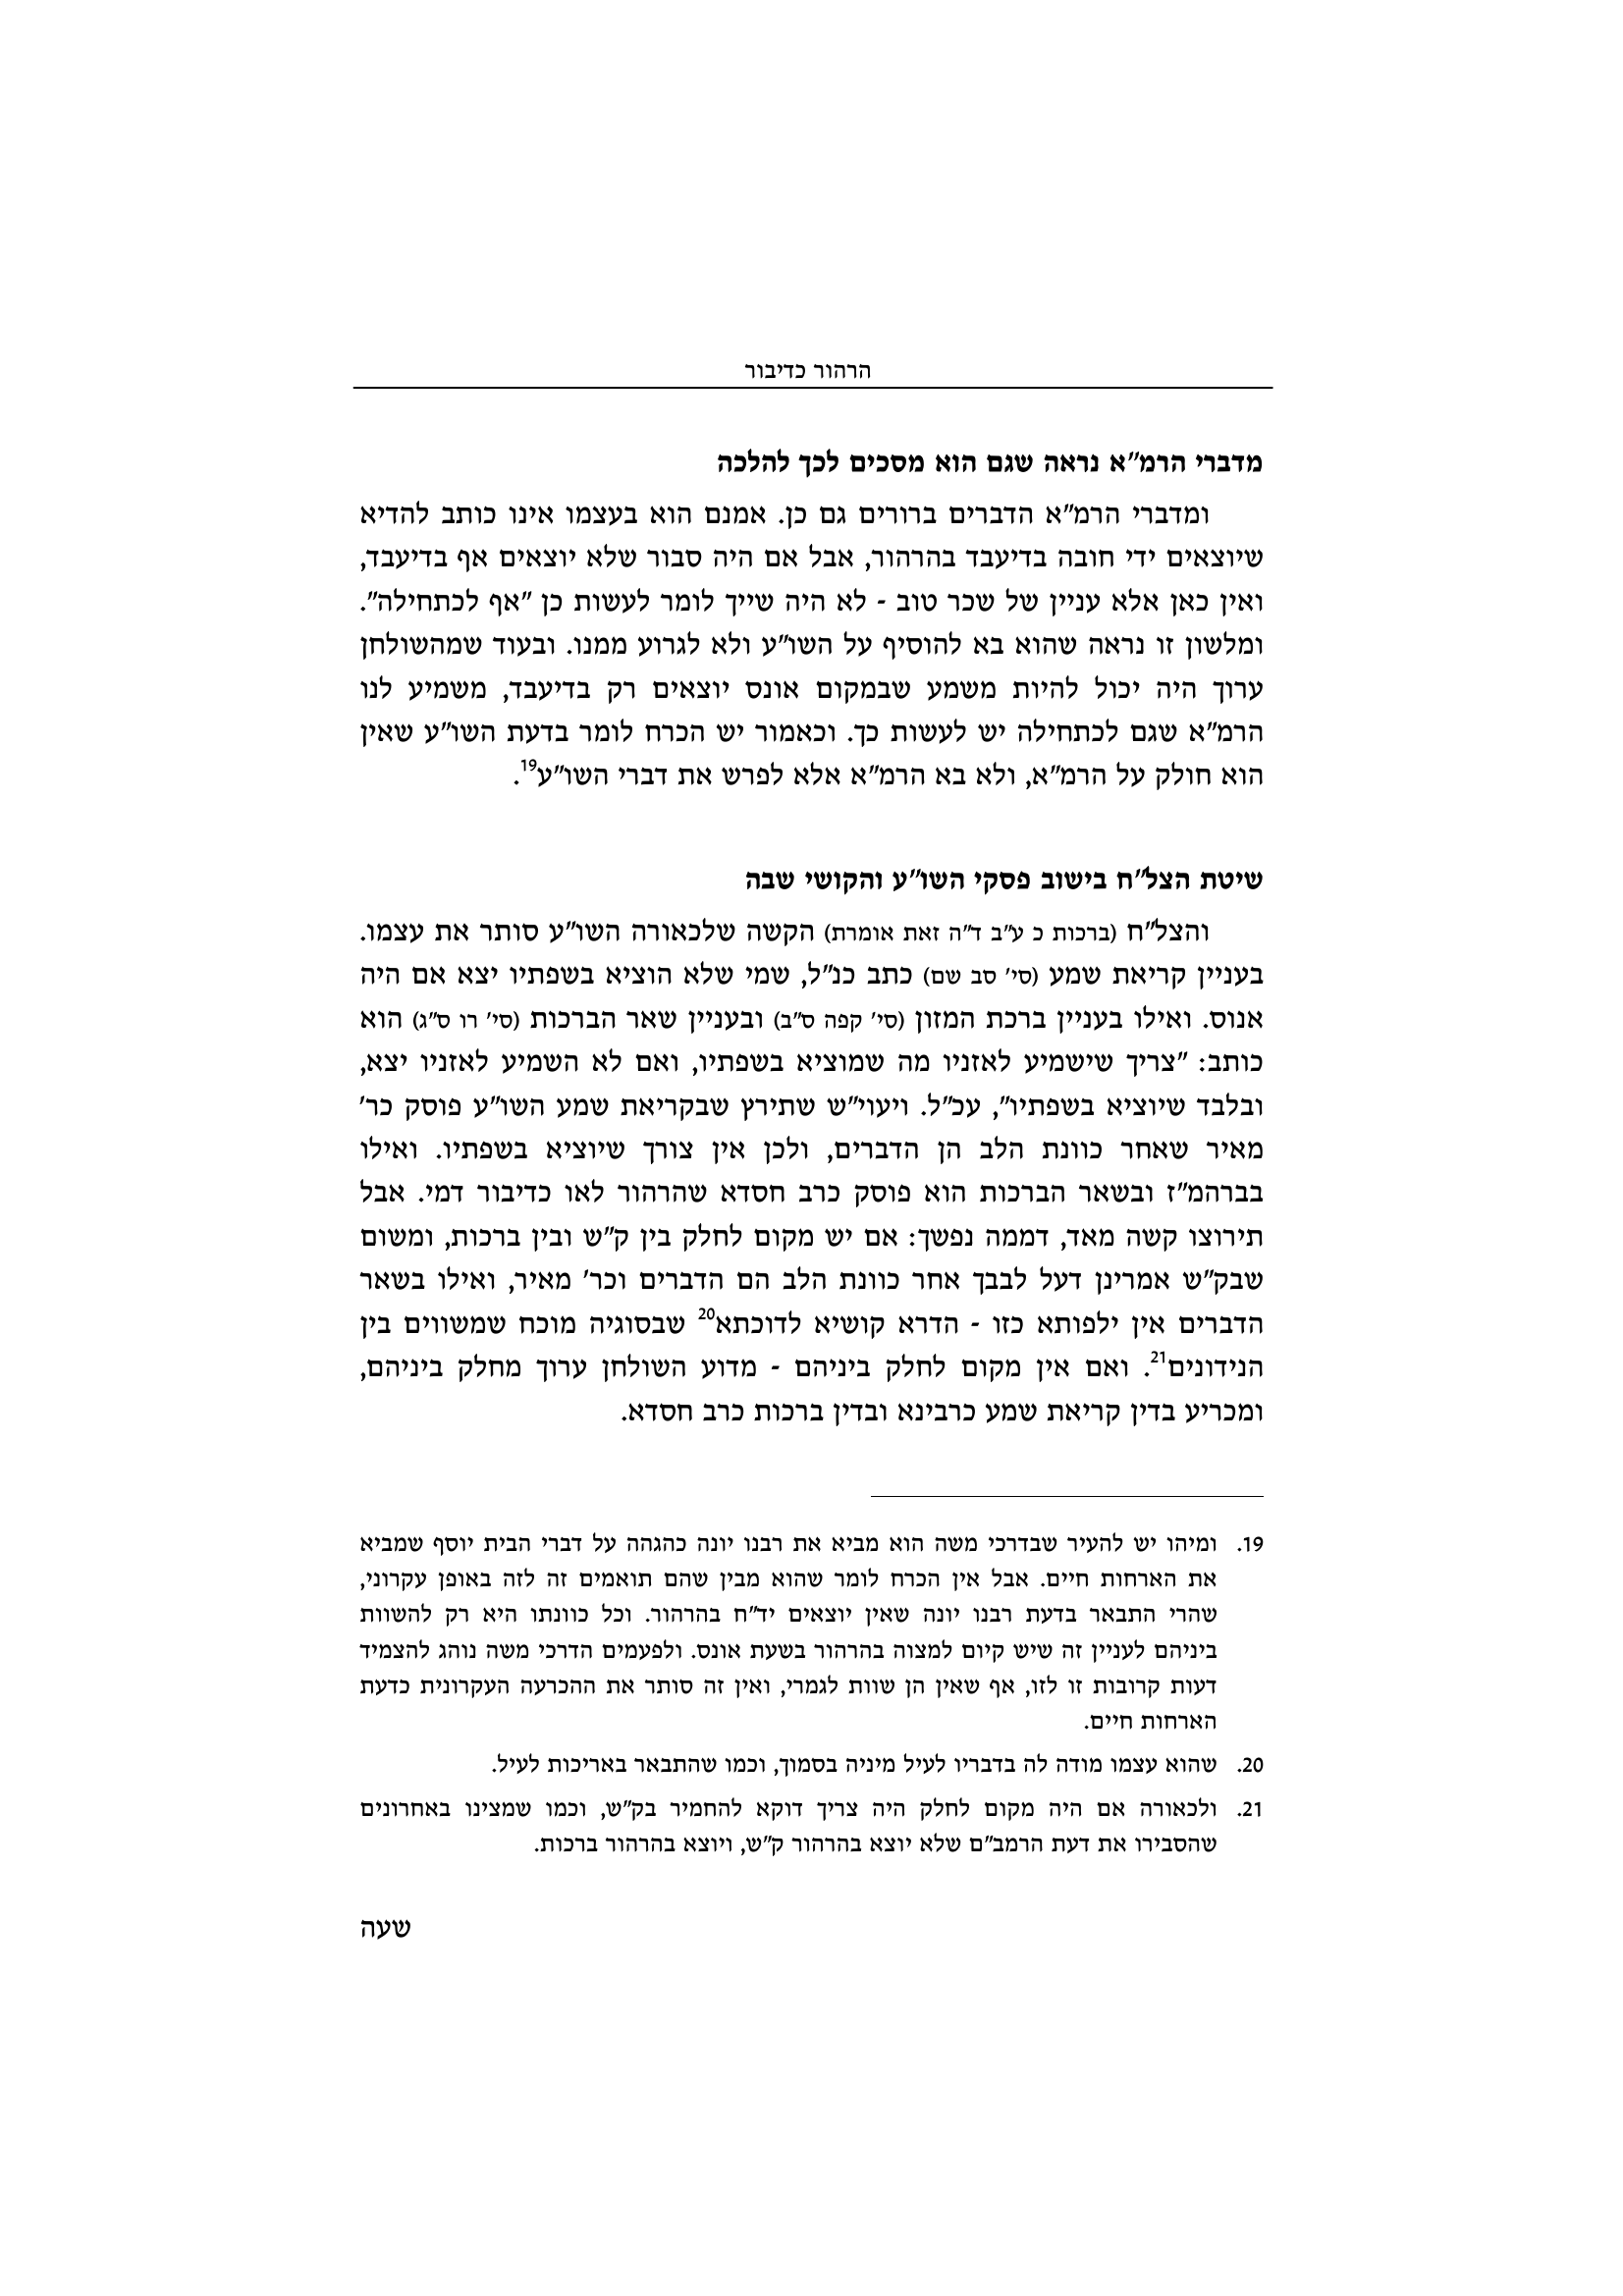 הרהור כדיבור
מדברי הרמ"א נראה שגם הוא מסכים לכך להלכה
ומדברי הרמ"א הדברים ברורים גם כן. אמנם הוא בעצמו אינו כותב להדיא
שיוצאים ידי חובה בדיעבד בהרהור, אבל אם היה סבור שלא יוצאים אף בדיעבד,
ואין כאן אלא עניין של שכר טוב - לא היה שייך לומר לעשות כן "אף לכתחילה".
ומלשון זו נראה שהוא בא להוסיף על השו"ע ולא לגרוע ממנו. ובעוד שמהשולחן
ערוך היה יכול להיות משמע שבמקום אונס יוצאים רק בדיעבד, משמיע לנו
הרמ"א שגם לכתחילה יש לעשות כך. וכאמור יש הכרח לומר בדעת השו"ע שאין
הוא חולק על הרמ"א, ולא בא הרמ"א אלא לפרש את דברי השו"ע19.
שיטת הצל"ח בישוב פסקי השו"ע והקושי שבה
והצל"ח (ברכות כ ע"ב ד"ה זאת אומרת) הקשה שלכאורה השו"ע סותר את עצמו.
בעניין קריאת שמע (סי' סב שם) כתב כנ"ל, שמי שלא הוציא בשפתיו יצא אם היה
אנוס. ואילו בעניין ברכת המזון (סי' קפה ס"ב) ובעניין שאר הברכות (סי' רו ס"ג) הוא
כותב: "צריך שישמיע לאזניו מה שמוציא בשפתיו, ואם לא השמיע לאזניו יצא,
ובלבד שיוציא בשפתיו", עכ"ל. ויעוי"ש שתירץ שבקריאת שמע השו"ע פוסק כר'
מאיר שאחר כוונת הלב הן הדברים, ולכן אין צורך שיוציא בשפתיו. ואילו
בברהמ"ז ובשאר הברכות הוא פוסק כרב חסדא שהרהור לאו כדיבור דמי. אבל
תירוצו קשה מאד, דממה נפשך: אם יש מקום לחלק בין ק"ש ובין ברכות, ומשום
שבק"ש אמרינן דעל לבבך אחר כוונת הלב הם הדברים וכר' מאיר, ואילו בשאר
הדברים אין ילפותא כזו - הדרא קושיא לדוכתא20 שבסוגיה מוכח שמשווים בין
הנידונים21. ואם אין מקום לחלק ביניהם - מדוע השולחן ערוך מחלק ביניהם,
ומכריע בדין קריאת שמע כרבינא ובדין ברכות כרב חסדא.
19. ומיהו יש להעיר שבדרכי משה הוא מביא את רבנו יונה כהגהה על דברי הבית יוסף שמביא
את הארחות חיים. אבל אין הכרח לומר שהוא מבין שהם תואמים זה לזה באופן עקרוני,
שהרי התבאר בדעת רבנו יונה שאין יוצאים יד"ח בהרהור. וכל כוונתו היא רק להשוות
ביניהם לעניין זה שיש קיום למצוה בהרהור בשעת אונס. ולפעמים הדרכי משה נוהג להצמיד
דעות קרובות זו לזו, אף שאין הן שוות לגמרי, ואין זה סותר את ההכרעה העקרונית כדעת
הארחות חיים.
20. שהוא עצמו מודה לה בדבריו לעיל מיניה בסמוך, וכמו שהתבאר באריכות לעיל.
21. ולכאורה אם היה מקום לחלק היה צריך דוקא להחמיר בק"ש, וכמו שמצינו באחרונים
שהסבירו את דעת הרמב"ם שלא יוצא בהרהור ק"ש, ויוצא בהרהור ברכות.
שעה